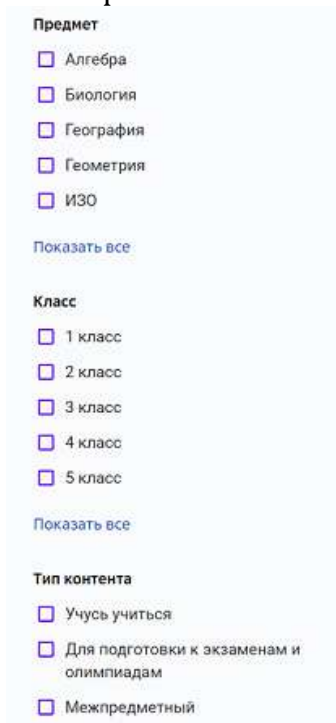 Предмет
Алгебра
Биология
География
Геометрия
ИЗО
Показать все
Класс
1 класс
2 класс
3 класс
4 класс
5 класс
Показать все
Тип контента
Учусь учиться
Для подготовки к экзаменам и
олимпиадам
Межпредметный